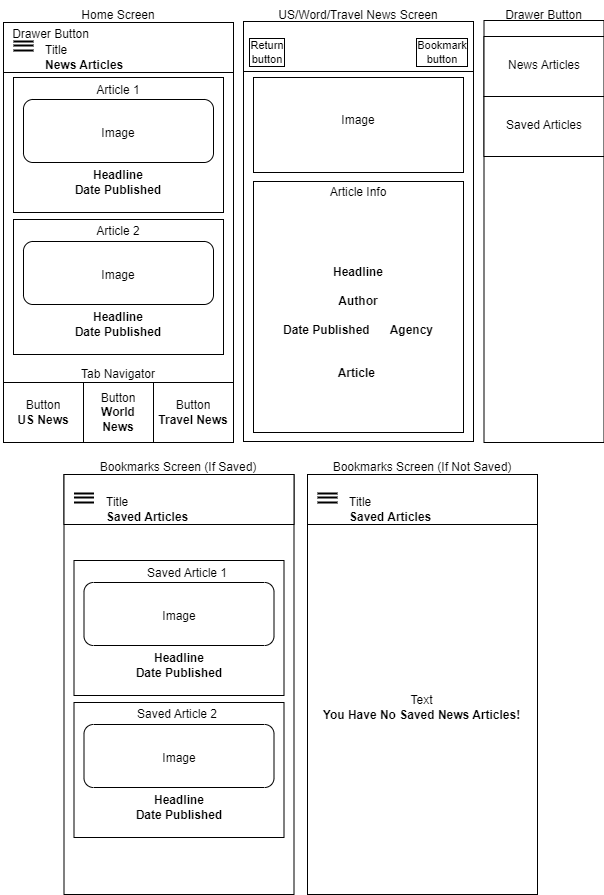 Home Screen
Drawer Button
Title
News Articles
Article 1
Image
Headline
Date Published
Article 2
Image
Headline
Date Published
Tab Navigator
Button
US News
Button
World
News
Button
Travel News
US/Word/Travel News Screen
Return
button
Bookmark
button
Image
Article Info
Headline
Author
Date Published Agency
Article
Drawer Button
News Articles
Saved Articles
Bookmarks Screen (If Saved)
Title
Saved Articles
Saved Article 1
Image
Headline
Date Published
Saved Article 2
Image
Headline
Date Published
Bookmarks Screen (If Not Saved)
Title
Saved Articles
Text
You Have No Saved News Articles!